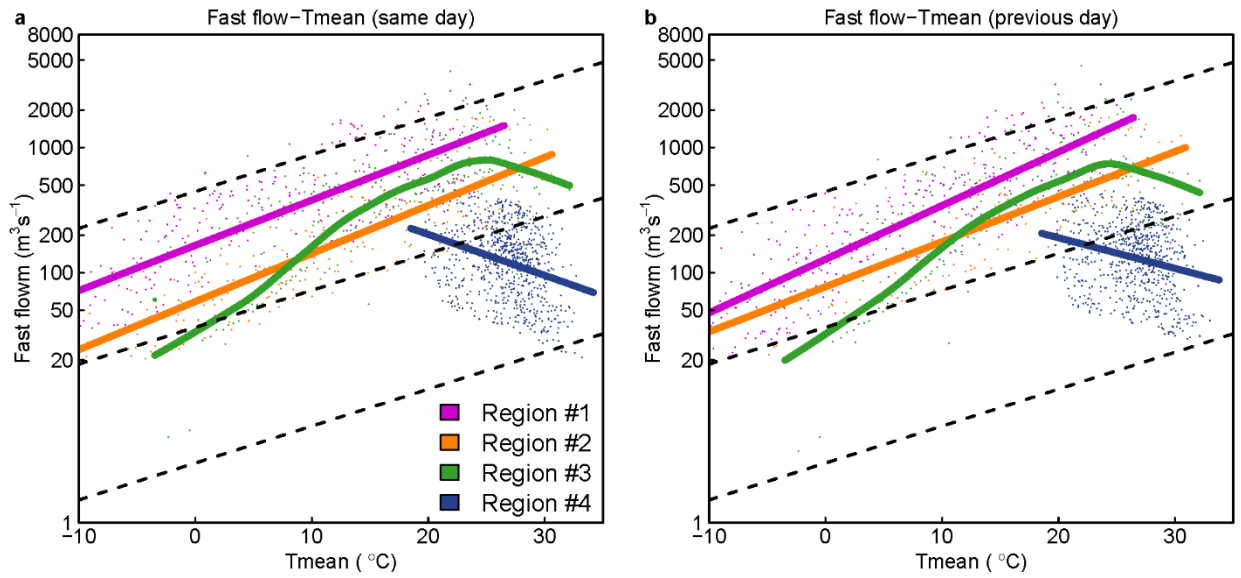 a Fast flow−Tmean (same day)
8000
5000
2000
1000
500
200
100
50
20
1
Fast flowm (m³s⁻¹)
−10 0 10 20 30
Tmean ( °C)
Region #1
Region #2
Region #3
Region #4
b Fast flow−Tmean (previous day)
8000
5000
2000
1000
500
200
100
50
20
1
Fast flowm (m³s⁻¹)
−10 0 10 20 30
Tmean ( °C)